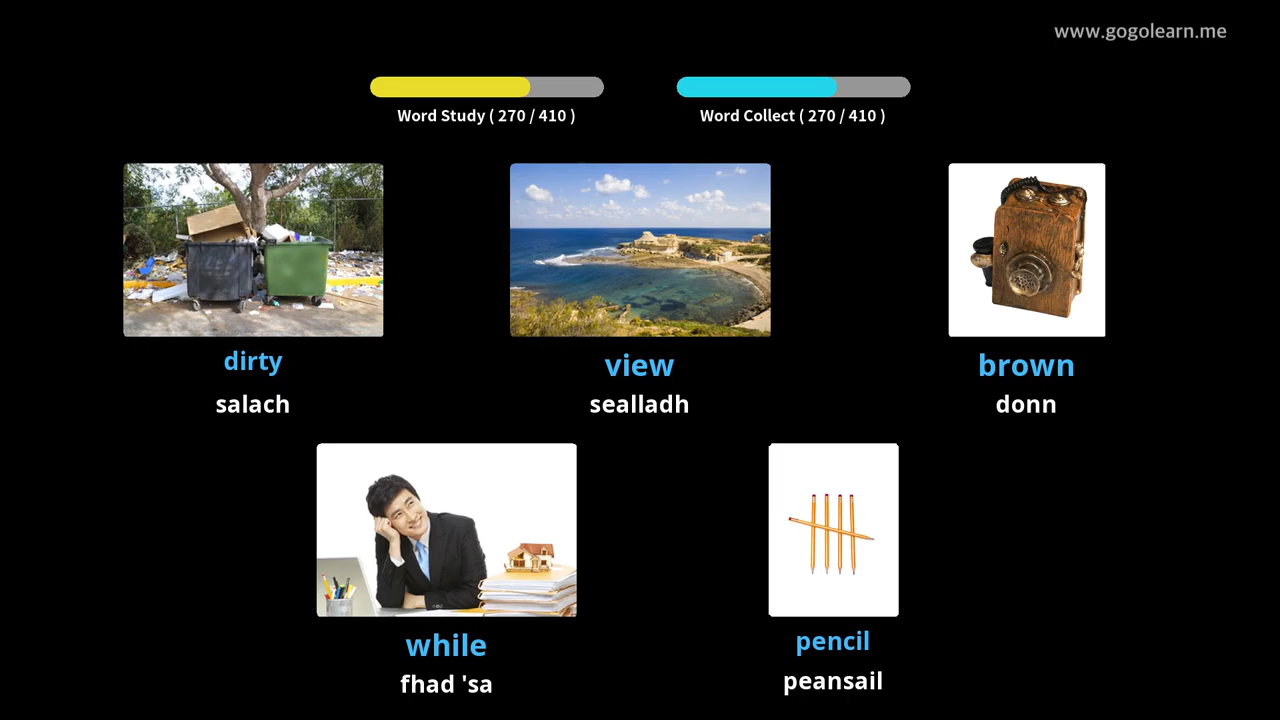 www.gogolearn.me
Word Study ( 270 / 410 )
Word Collect ( 270 / 410 )
dirty
salach
view
sealladh
brown
donn
while
fhad 'sa
pencil
peansail